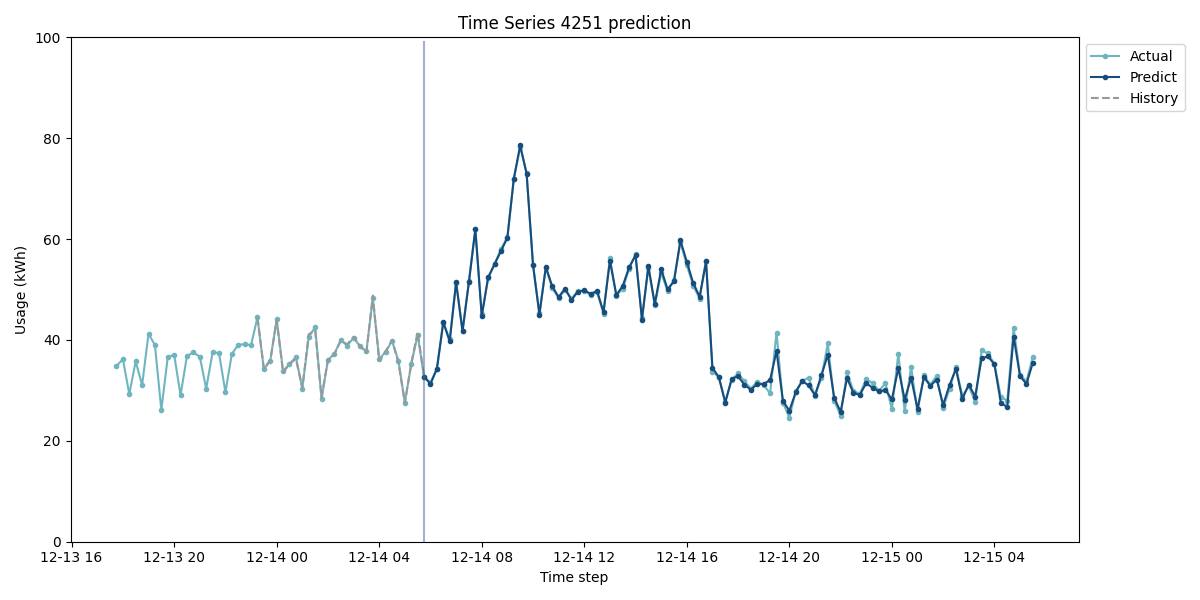 Time Series 4251 prediction
100
80
60
40
20
0
Usage (kWh)
12-13 16
12-13 20
12-14 00
12-14 04
12-14 08
12-14 12
12-14 16
12-14 20
12-15 00
12-15 04
Time step
Actual
Predict
History